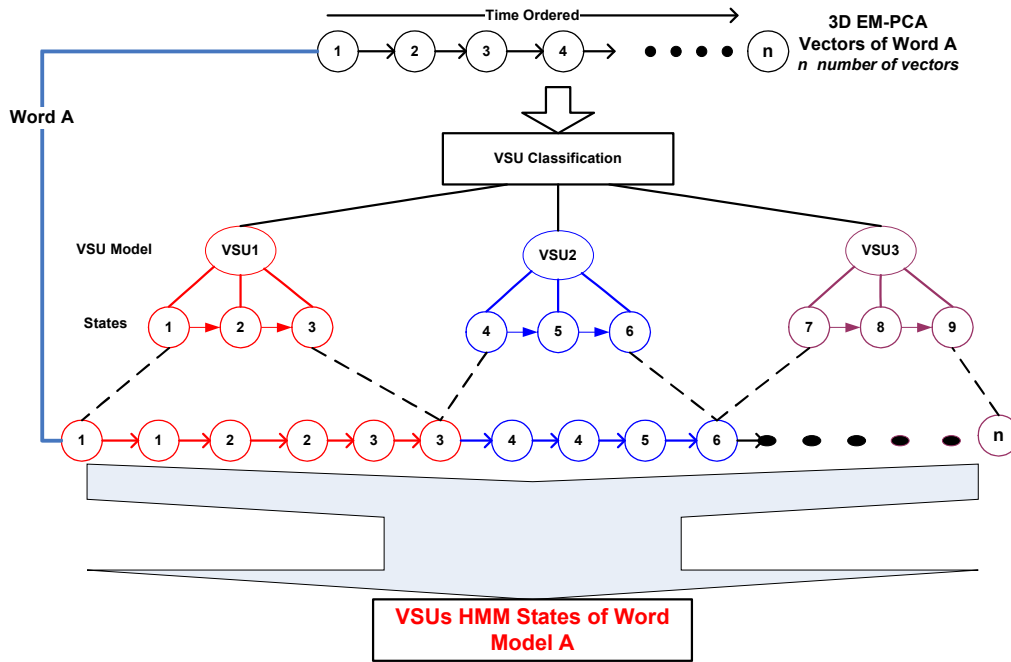 Time Ordered
1 2 3 4 n
3D EM-PCA
Vectors of Word A
n number of vectors
Word A
VSU Classification
VSU Model
VSU1 VSU2 VSU3
States
1 2 3 4 5 6 7 8 9
1 1 2 2 3 3 4 4 5 6 n
VSUs HMM States of Word
Model A